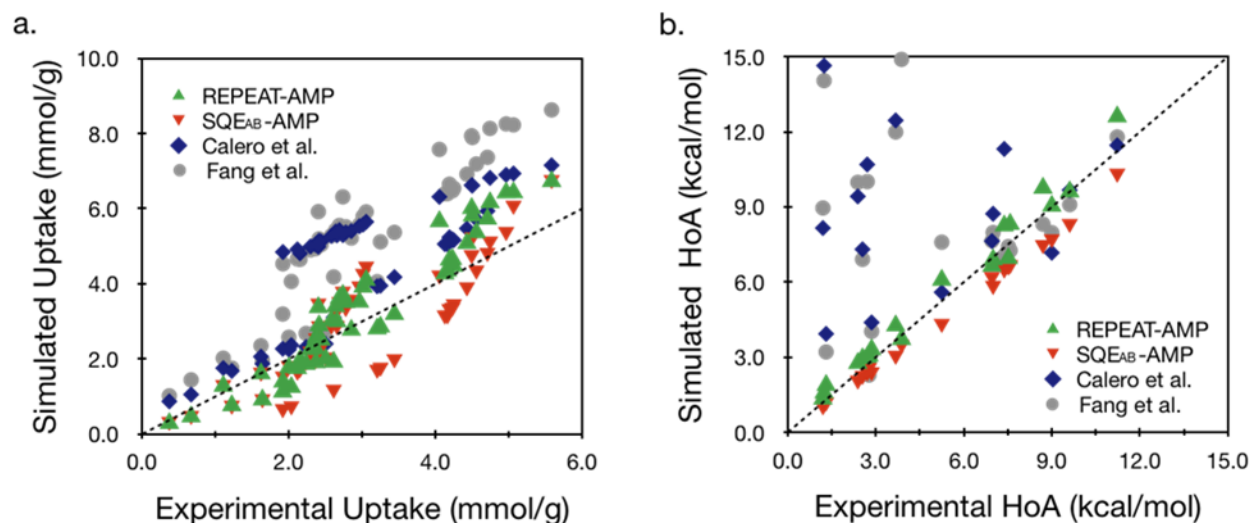 a.
Simulated Uptake (mmol/g)
10.0
8.0
6.0
4.0
2.0
0.0
REPEAT-AMP
SQEAB-AMP
Calero et al.
Fang et al.
0.0 2.0 4.0 6.0
Experimental Uptake (mmol/g)
b.
Simulated HoA (kcal/mol)
15.0
12.0
9.0
6.0
3.0
0.0
REPEAT-AMP
SQEAB-AMP
Calero et al.
Fang et al.
0.0 3.0 6.0 9.0 12.0 15.0
Experimental HoA (kcal/mol)